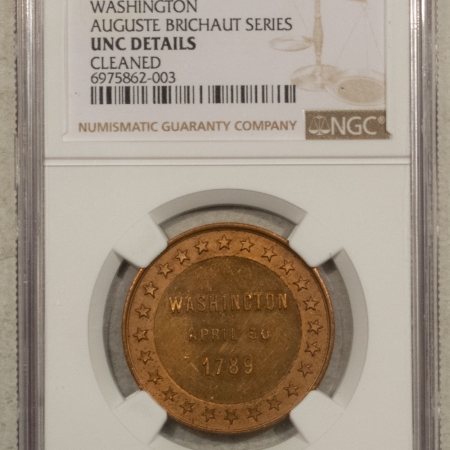 WASHINGTON
AUGUSTE BRICHAUT SERIES
UNC DETAILS
CLEANED
6975862-003
NUMISMATIC GUARANTY COMPANY
NGC
WASHINGTON
APRIL 30
1789